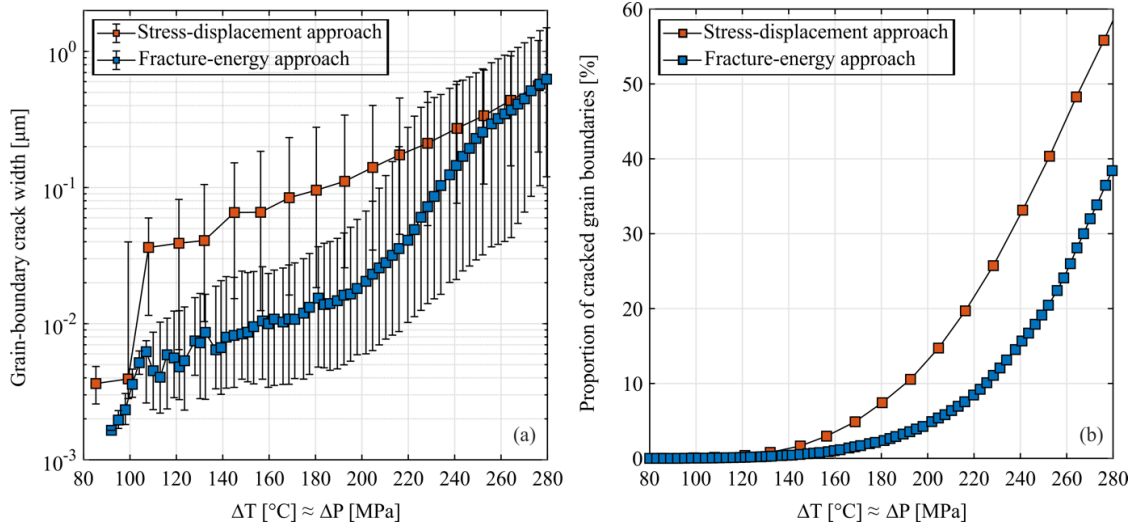 Stress-displacement approach
Fracture-energy approach
Grain-boundary crack width [µm]
10⁰
10⁻¹
10⁻²
10⁻³
80 100 120 140 160 180 200 220 240 260 280
ΔT [°C] ≈ ΔP [MPa]
(a)
Stress-displacement approach
Fracture-energy approach
Proportion of cracked grain boundaries [%]
60
50
40
30
20
10
0
80 100 120 140 160 180 200 220 240 260 280
ΔT [°C] ≈ ΔP [MPa]
(b)